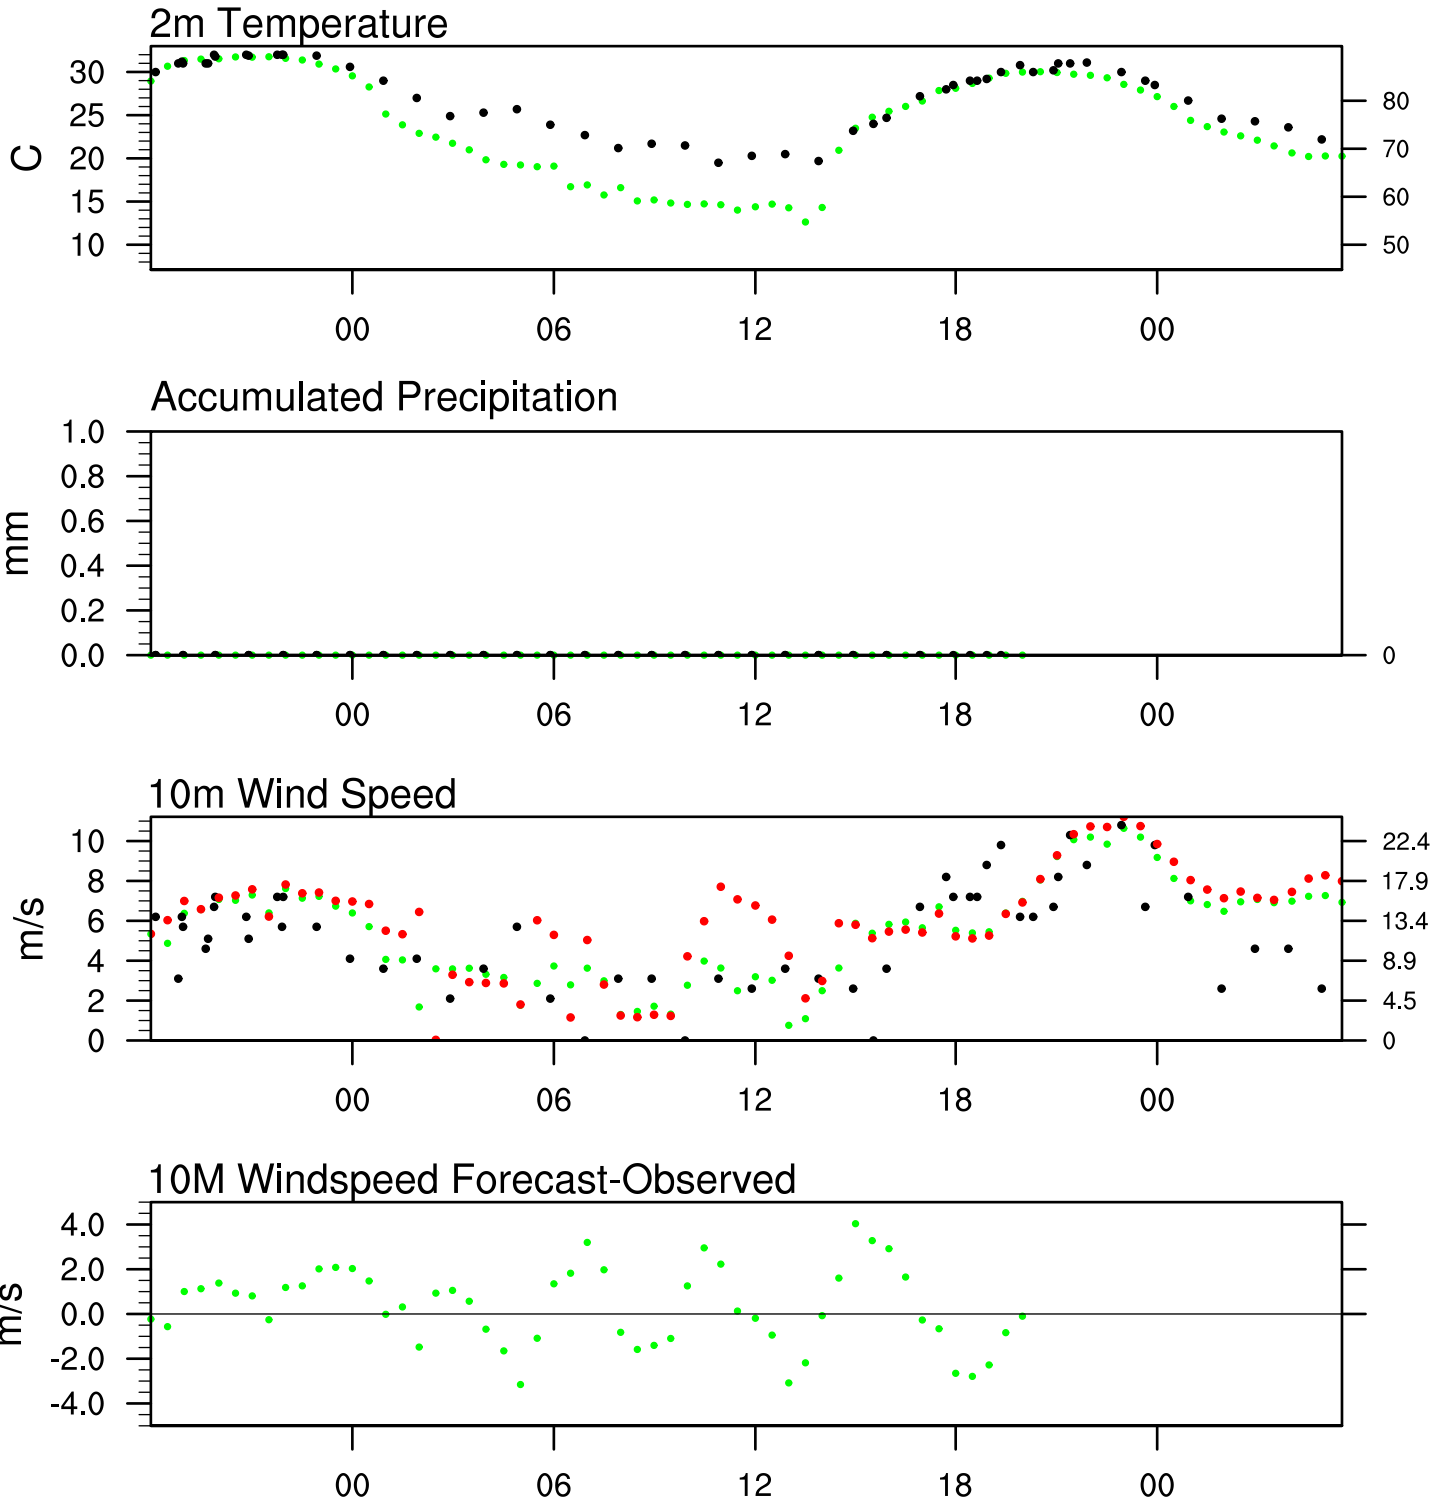 2m Temperature
30
25
20
15
10
C
80
70
60
50
00 06 12 18 00
Accumulated Precipitation
1.0
0.8
0.6
0.4
0.2
0.0
mm
0
00 06 12 18 00
10m Wind Speed
10
8
6
4
2
0
m/s
22.4
17.9
13.4
8.9
4.5
0
00 06 12 18 00
10M Windspeed Forecast-Observed
4.0
2.0
0.0
-2.0
-4.0
m/s
00 06 12 18 00